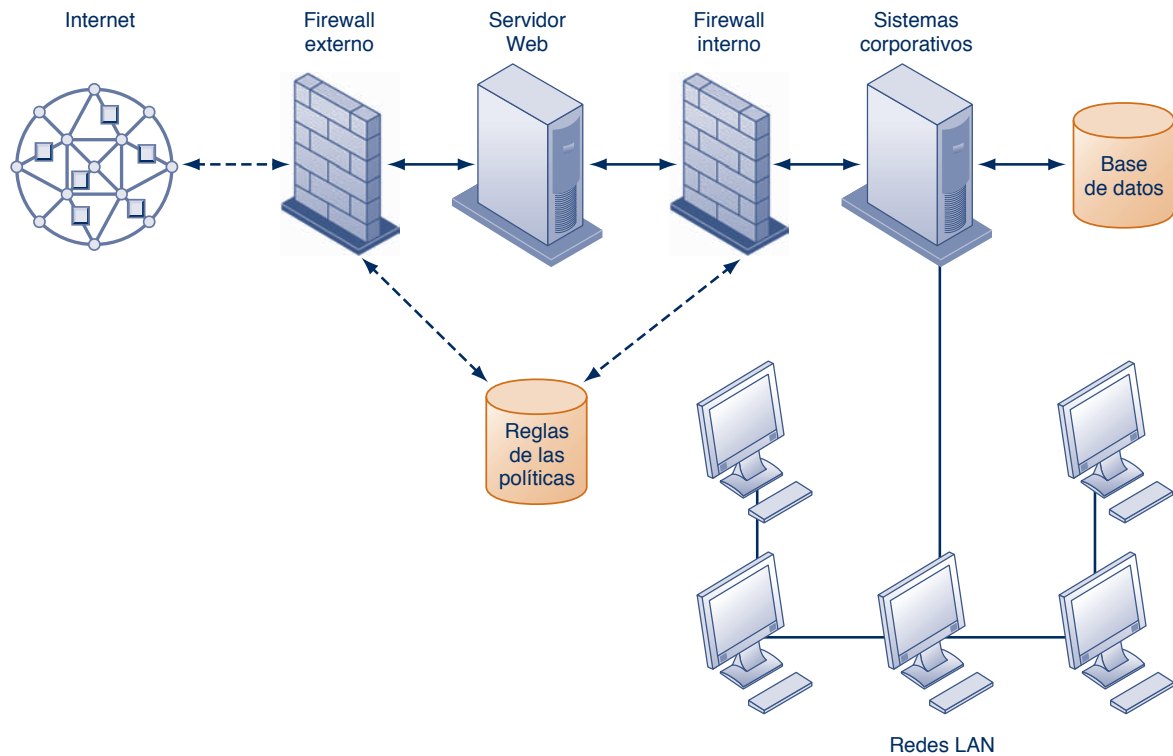 Internet
Firewall
externo
Servidor
Web
Firewall
interno
Sistemas
corporativos
Base
de datos
Reglas
de las
políticas
Redes LAN